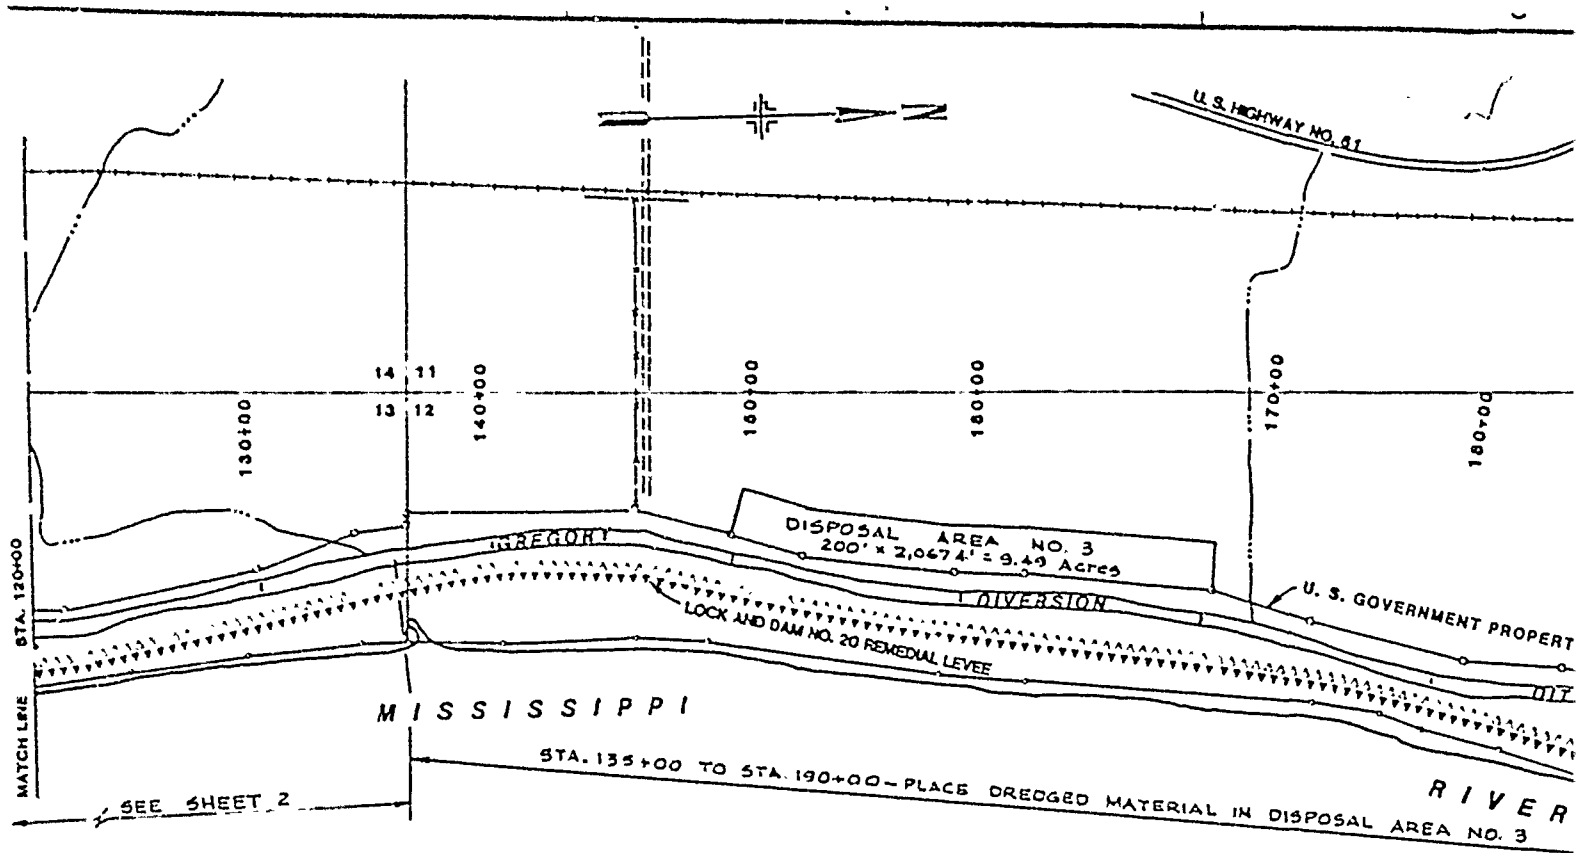 U. S. HIGHWAY NO. 61
N
14 11
13 12
130+00
140+00
150+00
160+00
170+00
180+00
STA. 120+00
MATCH LINE
GREGORY
DISPOSAL AREA NO. 3
200' x 2,067.4' = 9.49 Acres
DIVERSION
U. S. GOVERNMENT PROPERT
LOCK AND DAM NO. 20 REMEDIAL LEVEE
DIT
MISSISSIPPI
RIVER
STA. 135+00 TO STA. 190+00-PLACE DREDGED MATERIAL IN DISPOSAL AREA NO. 3
SEE SHEET 2